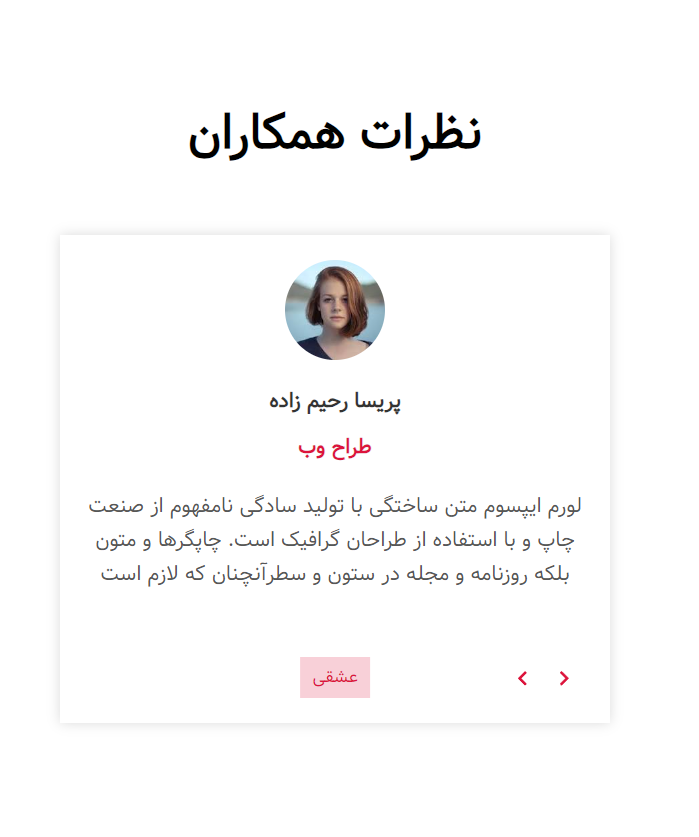 نظرات همکاران
پریسا رحیم زاده
طراح وب
لورم ایپسوم متن ساختگی با تولید سادگی نامفهوم از صنعت
چاپ و با استفاده از طراحان گرافیک است. چاپگرها و متون
بلکه روزنامه و مجله در ستون و سطرآنچنان که لازم است
عشقی